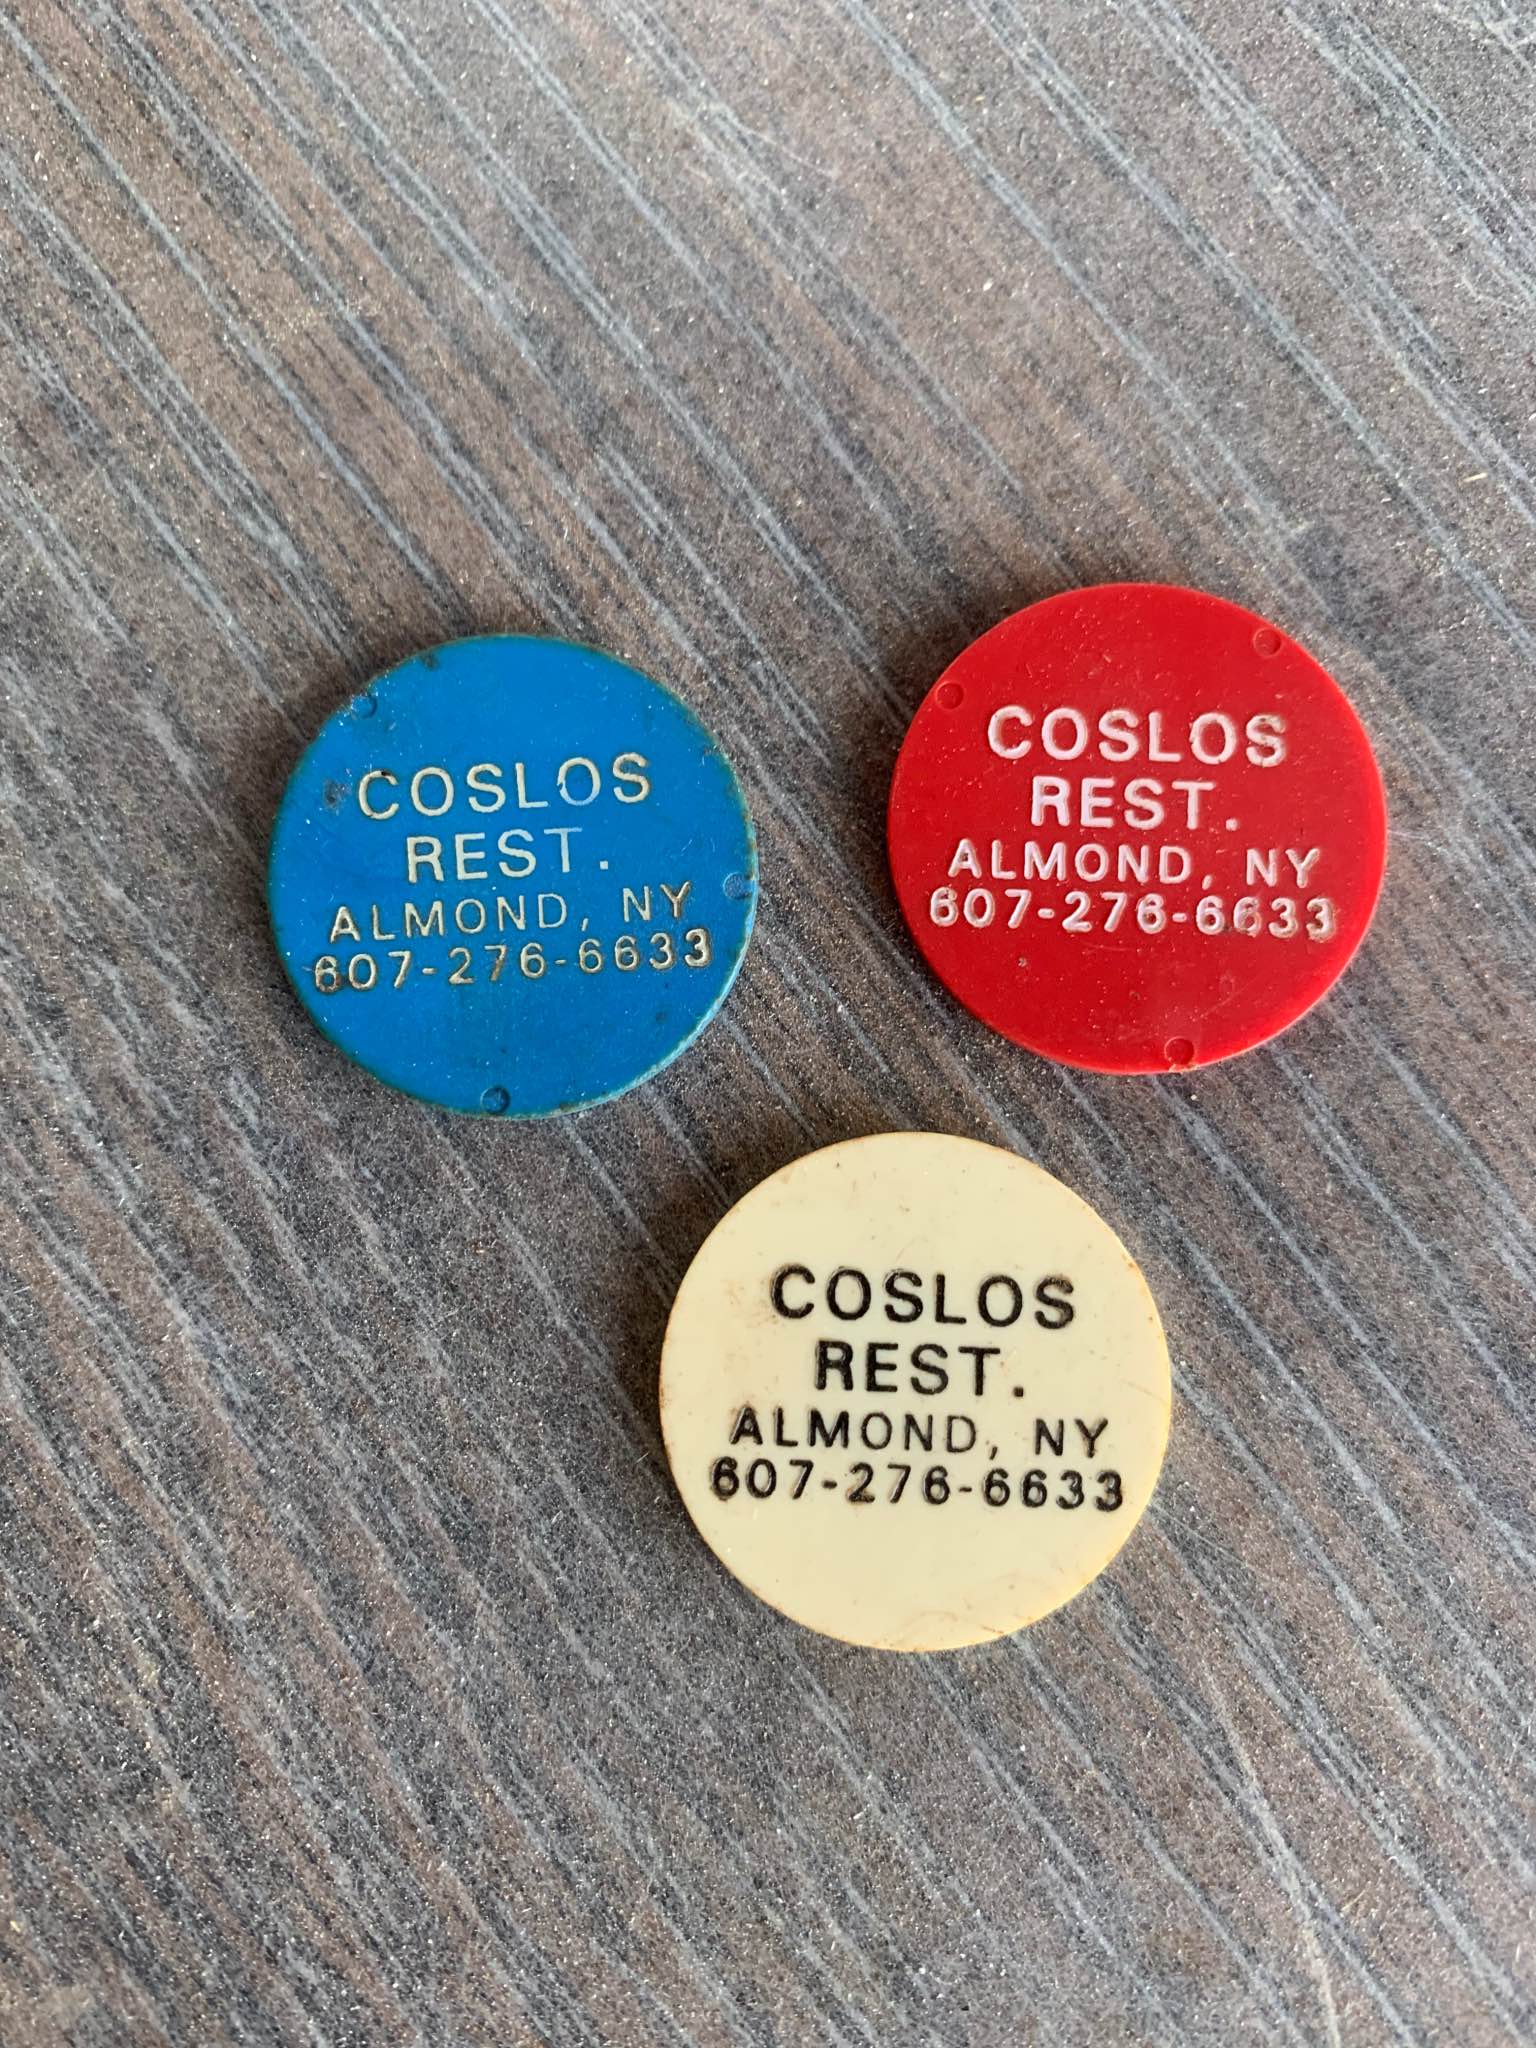 COSLOS
REST.
ALMOND, NY
607-276-6633
COSLOS
REST.
ALMOND, NY
607-276-6633
COSLOS
REST.
ALMOND, NY
607-276-6633